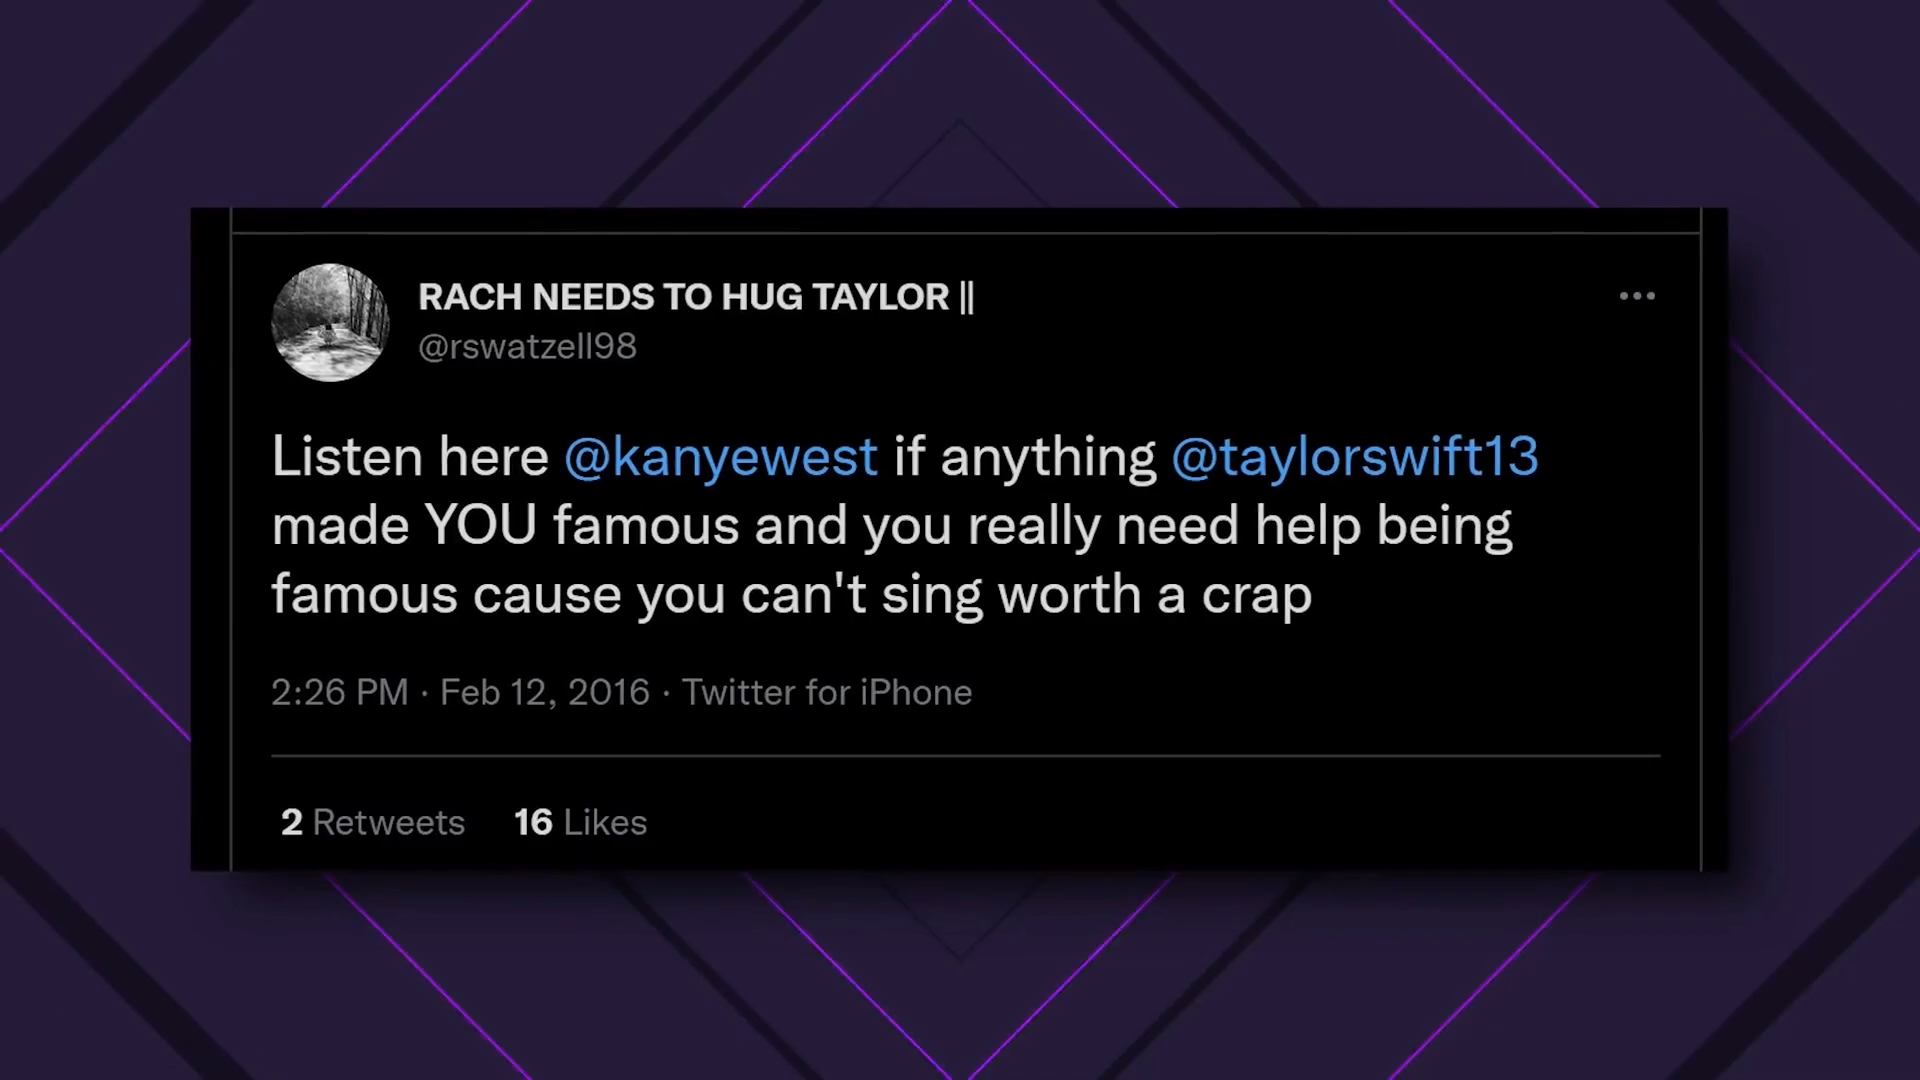 RACH NEEDS TO HUG TAYLOR ||
@rswatzell98
Listen here @kanyewest if anything @taylorswift13
made YOU famous and you really need help being
famous cause you can't sing worth a crap
2:26 PM · Feb 12, 2016 · Twitter for iPhone
2 Retweets 16 Likes